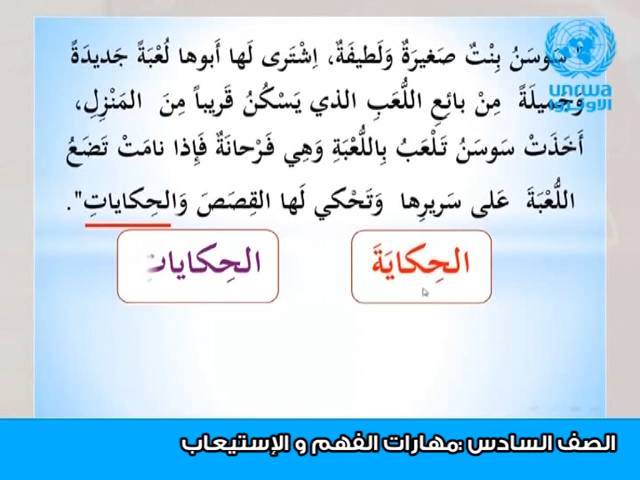 "سَوسَنُ بِنْتٌ صَغيرَةٌ وَلَطيفَةٌ، اِشْتَرى لَها أَبوها لُعْبَةً جَديدَةً
وَجَميلَةً مِنْ بائِعِ اللُّعَبِ الذي يَسْكُنُ قَريباً مِنَ المَنْزِلِ،
أَخَذَتْ سَوسَنُ تَلْعَبُ بِاللُّعْبَةِ وَهِي فَرْحانَةٌ فَإِذا نامَتْ تَضَعُ
اللُّعْبَةَ عَلى سَريرِها وَتَحْكي لَها القِصَصَ وَالحِكاياتِ".
الحِكايَةَ
الحِكاياتِ
unrwa
الأونروا
الصف السادس :مهارات الفهم و الإستيعاب